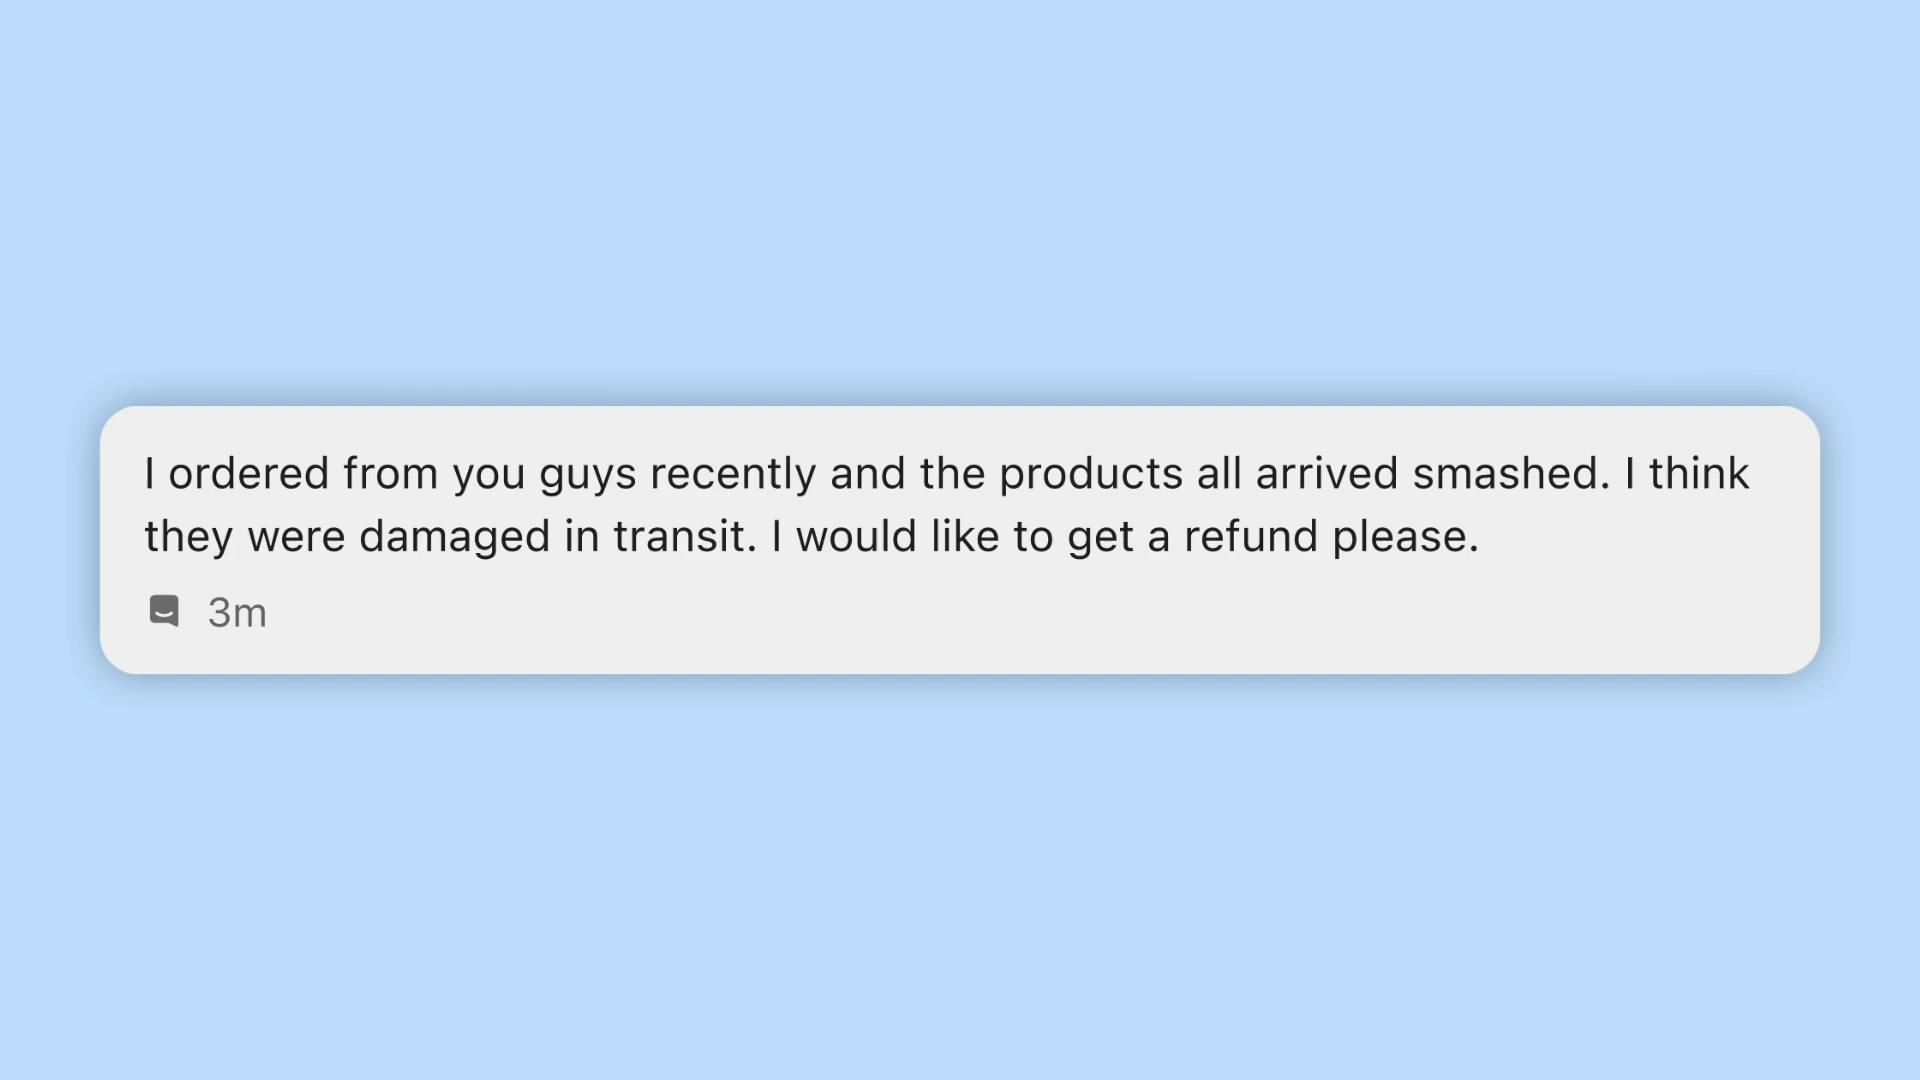 I ordered from you guys recently and the products all arrived smashed. I think
they were damaged in transit. I would like to get a refund please.
3m